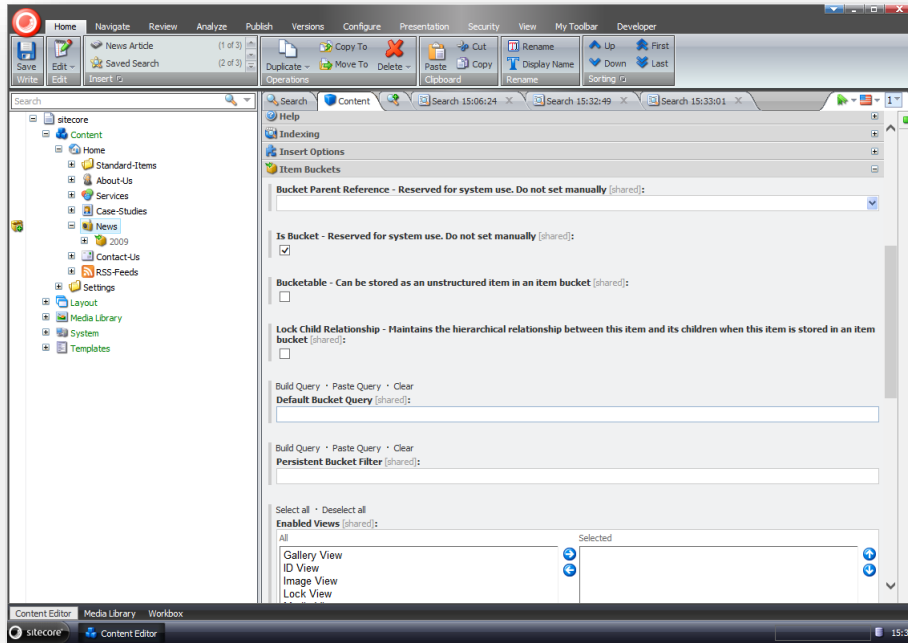 Home Navigate Review Analyze Publish Versions Configure Presentation Security View My Toolbar Developer
Save
Write
Edit
Edit
News Article (1 of 3)
Saved Search (2 of 3)
Insert
Duplicate
Copy To
Move To
Delete
Operations
Paste
Cut
Copy
Clipboard
Rename
Display Name
Rename
Up First
Down Last
Sorting
Search
Search Content Search 15:06:24 Search 15:32:49 Search 15:33:01 1
sitecore
Content
Home
Standard-Items
About-Us
Services
Case-Studies
News
2009
Contact-Us
RSS-Feeds
Settings
Layout
Media Library
System
Templates
Help
Indexing
Insert Options
Item Buckets
Bucket Parent Reference - Reserved for system use. Do not set manually [shared]:
Is Bucket - Reserved for system use. Do not set manually [shared]:
Bucketable - Can be stored as an unstructured item in an item bucket [shared]:
Lock Child Relationship - Maintains the hierarchical relationship between this item and its children when this item is stored in an item
bucket [shared]:
Build Query · Paste Query · Clear
Default Bucket Query [shared]:
Build Query · Paste Query · Clear
Persistent Bucket Filter [shared]:
Select all · Deselect all
Enabled Views [shared]:
All Selected
Gallery View
ID View
Image View
Lock View
Content Editor Media Library Workbox
sitecore Content Editor 15:3